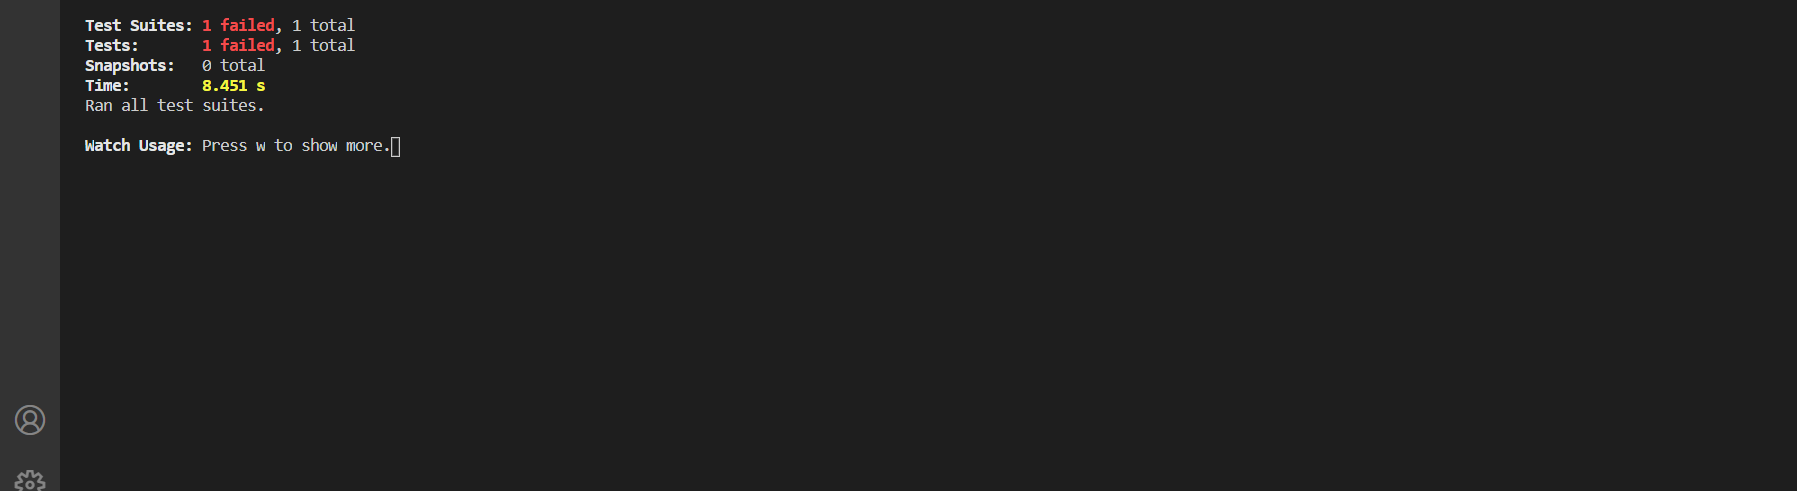 Test Suites: 1 failed, 1 total
Tests:       1 failed, 1 total
Snapshots:   0 total
Time:        8.451 s
Ran all test suites.
Watch Usage: Press w to show more.